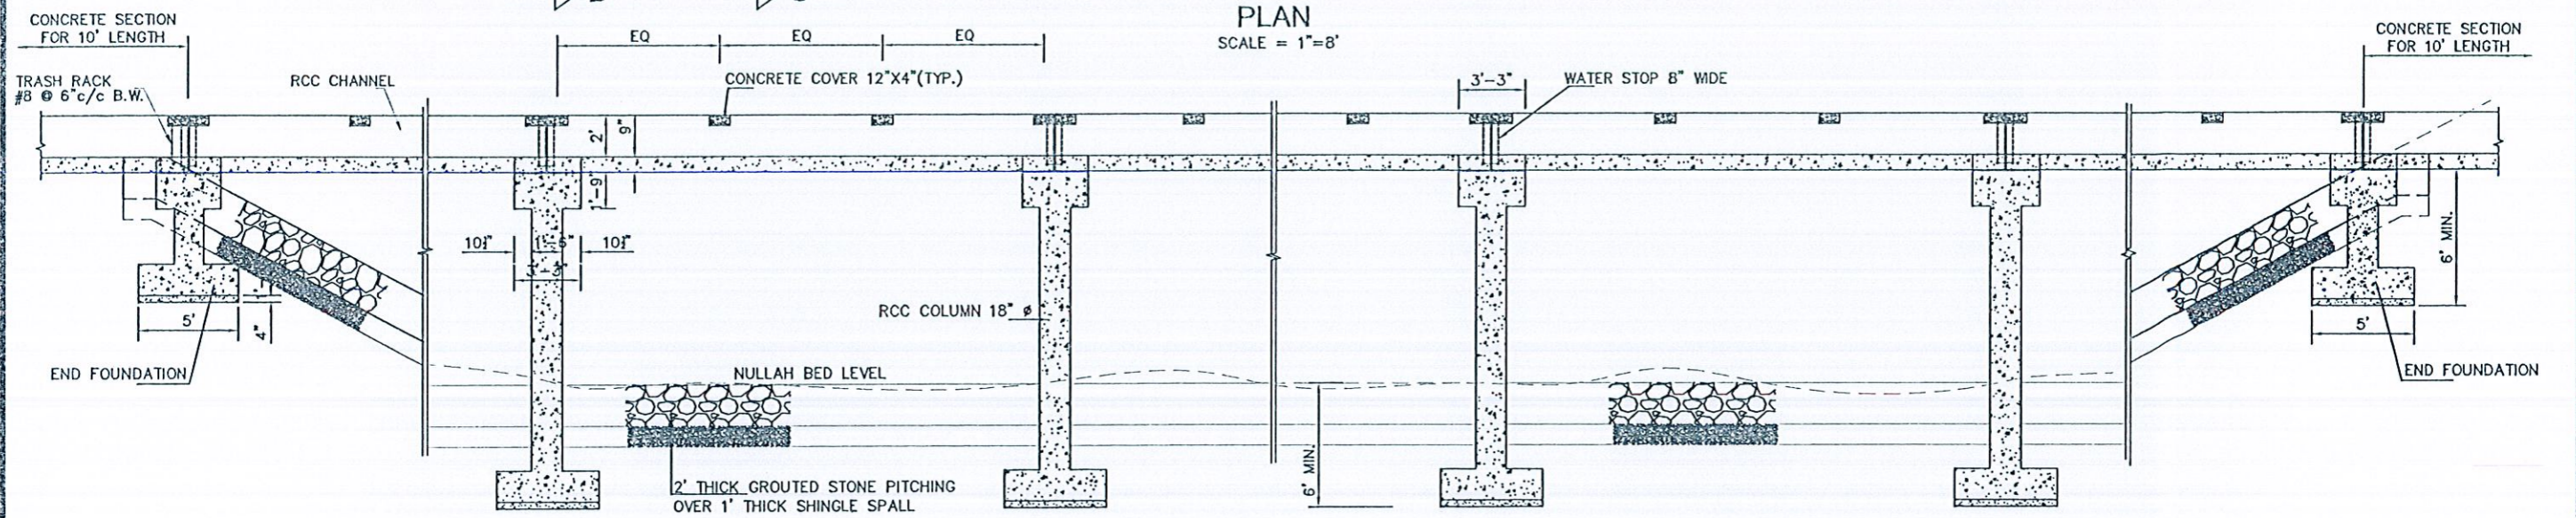 PLAN
SCALE = 1"=8'
CONCRETE SECTION
FOR 10' LENGTH
EQ
EQ
EQ
CONCRETE SECTION
FOR 10' LENGTH
TRASH RACK
#8 @ 6"c/c B.W.
RCC CHANNEL
CONCRETE COVER 12"X4"(TYP.)
3'-3"
WATER STOP 8" WIDE
2'
9"
1'-9"
10½"
1'-6"
10½"
3'-3"
6' MIN.
RCC COLUMN 18" ø
5'
4"
5'
END FOUNDATION
NULLAH BED LEVEL
END FOUNDATION
6' MIN.
2' THICK GROUTED STONE PITCHING
OVER 1' THICK SHINGLE SPALL